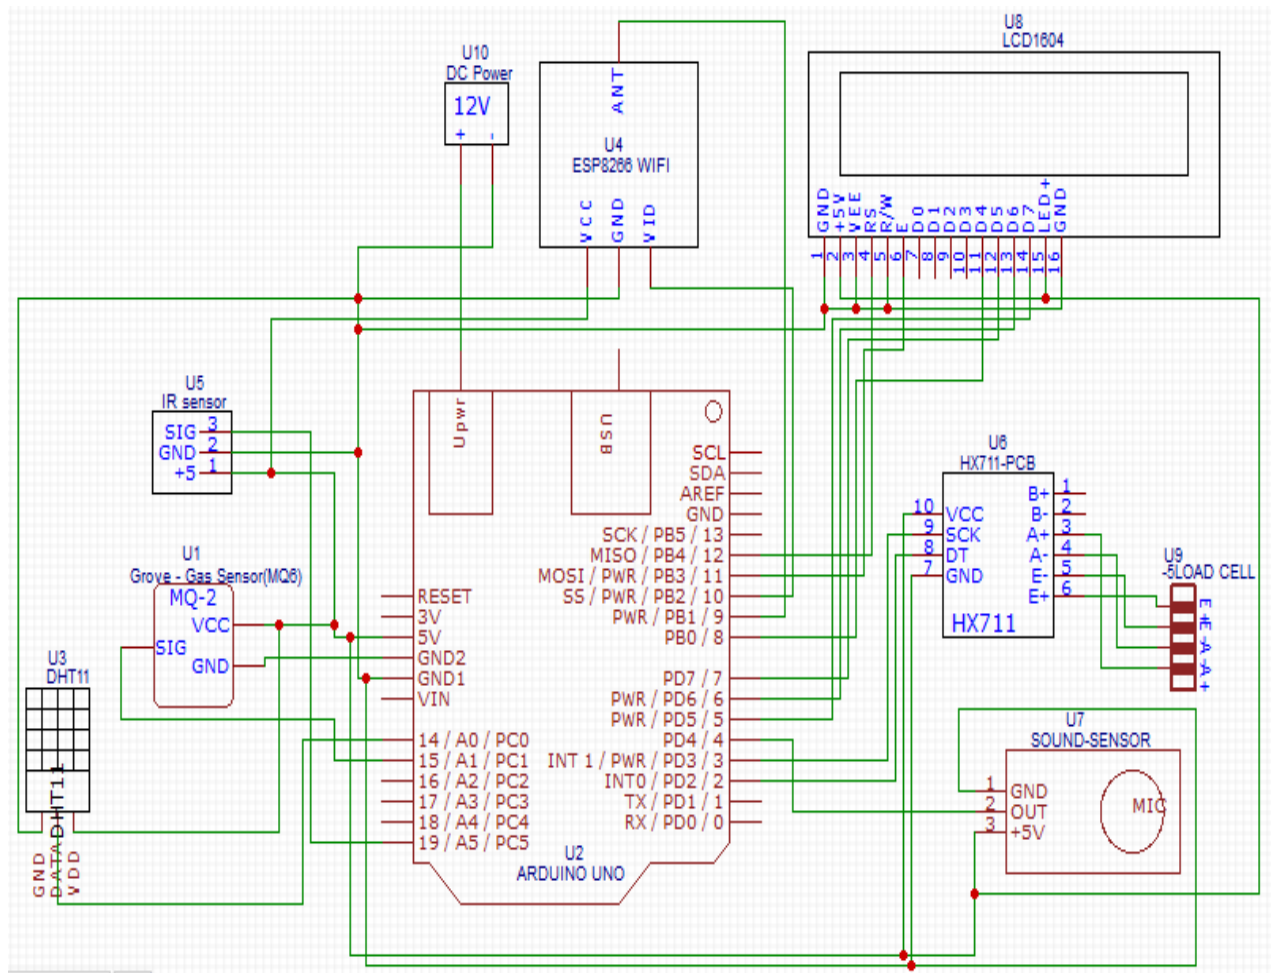 U8
LCD1604
U10
DC Power
12V
+ -
ANT
U4
ESP8266 WIFI
VCC
GND
VID
GND
+5V
VEE
RS
R/W
E
D0
D1
D2
D3
D4
D5
D6
D7
LED+
GND
1
2
3
4
5
6
7
8
9
10
11
12
13
14
15
16
U5
IR sensor
SIG 3
GND 2
+5 1
Upwr
USB
SCL
SDA
AREF
GND
SCK / PB5 / 13
MISO / PB4 / 12
MOSI / PWR / PB3 / 11
SS / PWR / PB2 / 10
PWR / PB1 / 9
PB0 / 8
PD7 / 7
PWR / PD6 / 6
PWR / PD5 / 5
PD4 / 4
INT 1 / PWR / PD3 / 3
INT0 / PD2 / 2
TX / PD1 / 1
RX / PD0 / 0
RESET
3V
5V
GND2
GND1
VIN
14 / A0 / PC0
15 / A1 / PC1
16 / A2 / PC2
17 / A3 / PC3
18 / A4 / PC4
19 / A5 / PC5
U2
ARDUINO UNO
U1
Grove - Gas Sensor(MQ6)
MQ-2
VCC
SIG
GND
U3
DHT11
DHT11
GND
DATA
VDD
U6
HX711-PCB
10 VCC
9 SCK
8 DT
7 GND
B+ 1
B- 2
A+ 3
A- 4
E- 5
E+ 6
HX711
U9
-5LOAD CELL
E+
E-
A-
A+
U7
SOUND-SENSOR
1 GND
2 OUT
3 +5V
MIC